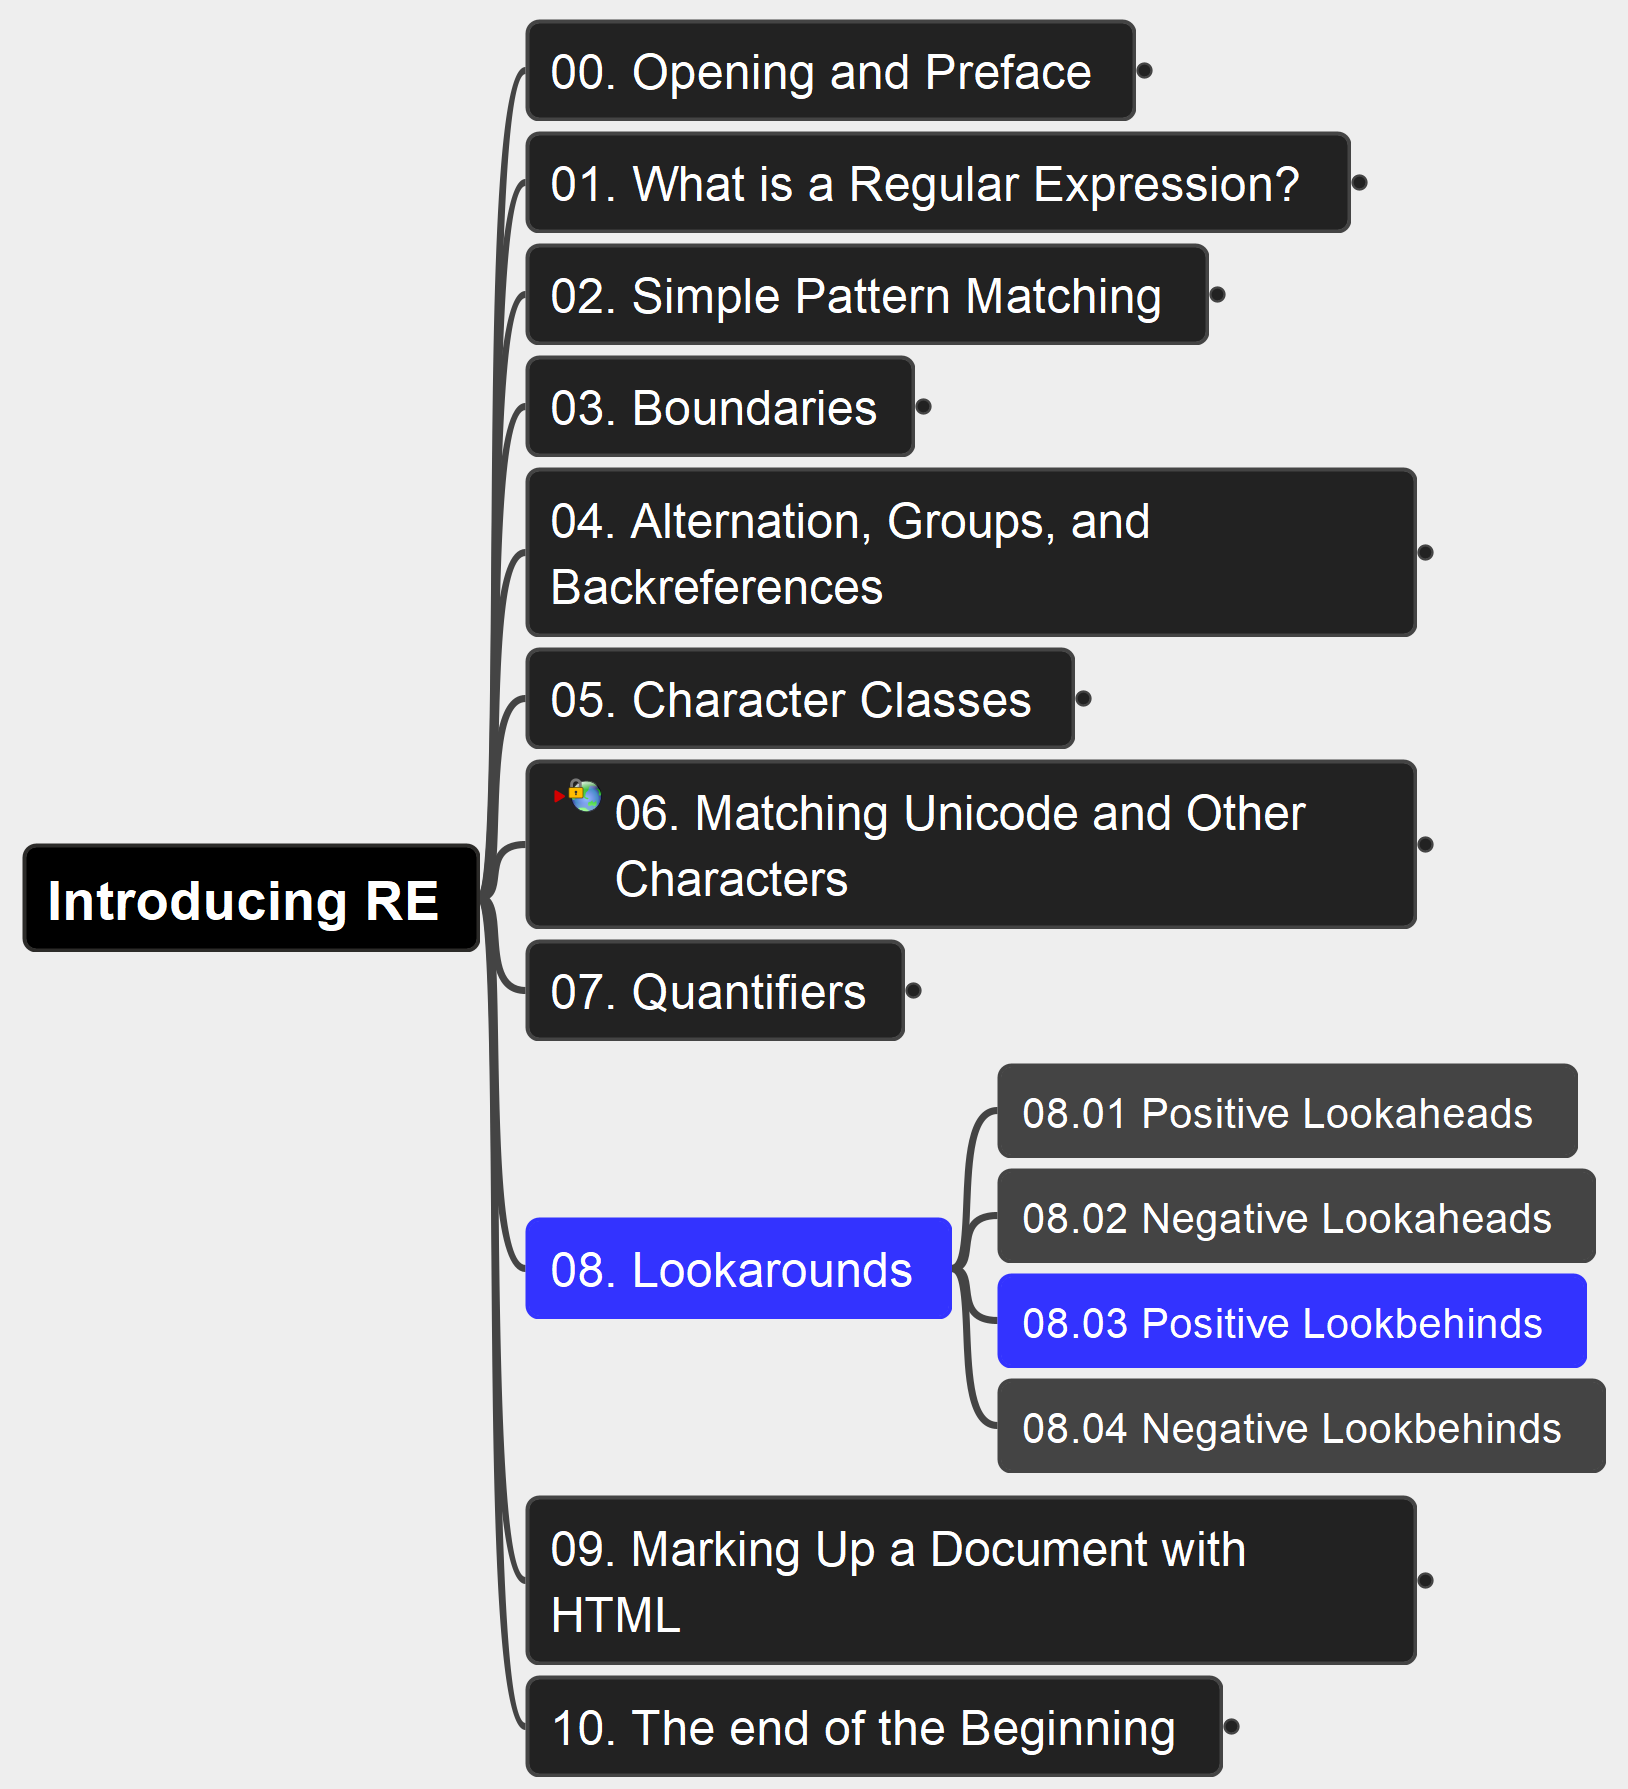 00. Opening and Preface
01. What is a Regular Expression?
02. Simple Pattern Matching
03. Boundaries
04. Alternation, Groups, and
Backreferences
05. Character Classes
06. Matching Unicode and Other
Characters
Introducing RE
07. Quantifiers
08. Lookarounds
08.01 Positive Lookaheads
08.02 Negative Lookaheads
08.03 Positive Lookbehinds
08.04 Negative Lookbehinds
09. Marking Up a Document with
HTML
10. The end of the Beginning